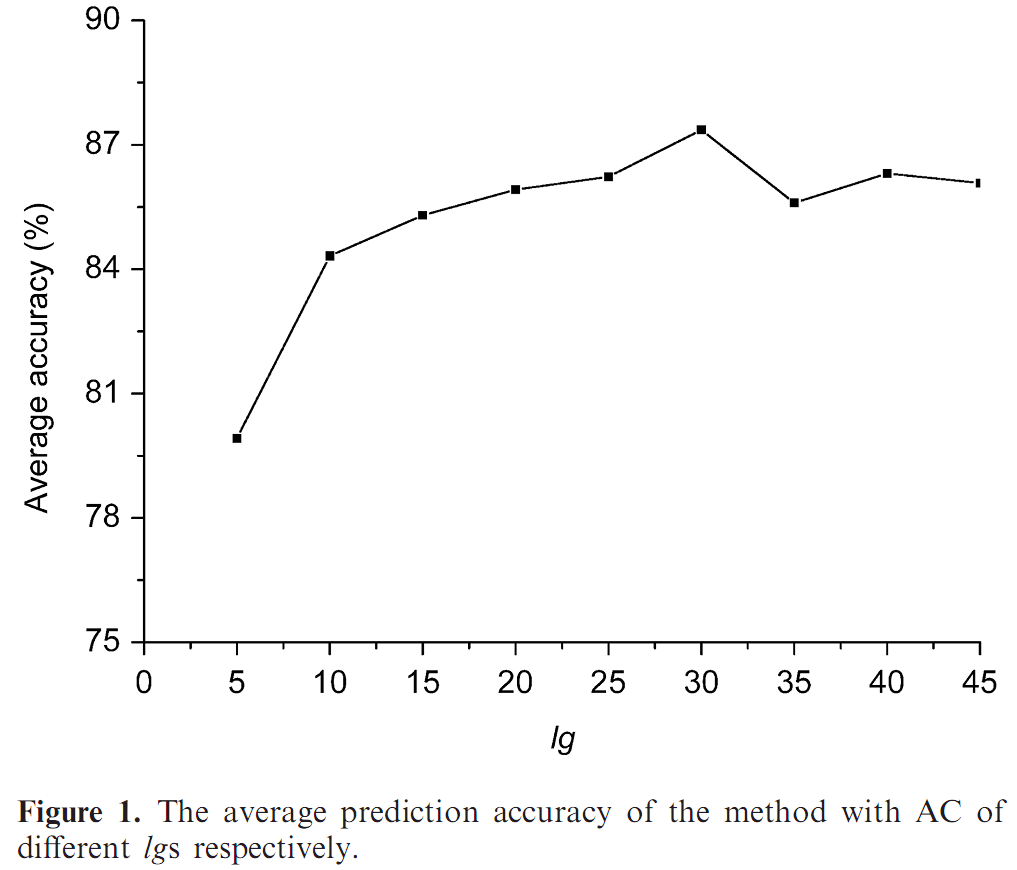 90
87
84
81
78
75
Average accuracy (%)
0 5 10 15 20 25 30 35 40 45
lg
Figure 1. The average prediction accuracy of the method with AC of
different lgs respectively.